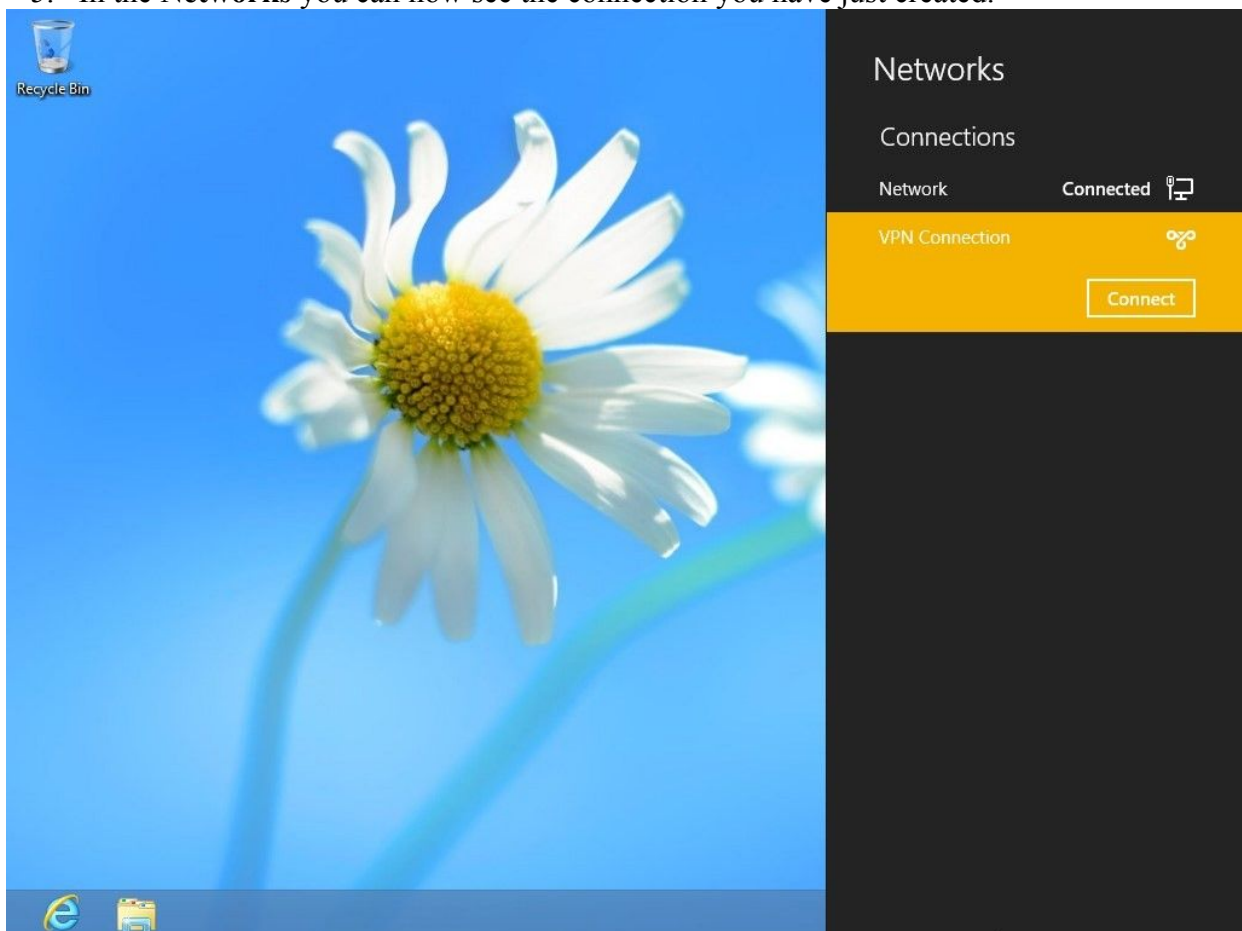 5. In the Networks you can now see the connection you have just created.
Recycle Bin
Networks
Connections
Network Connected
VPN Connection
Connect